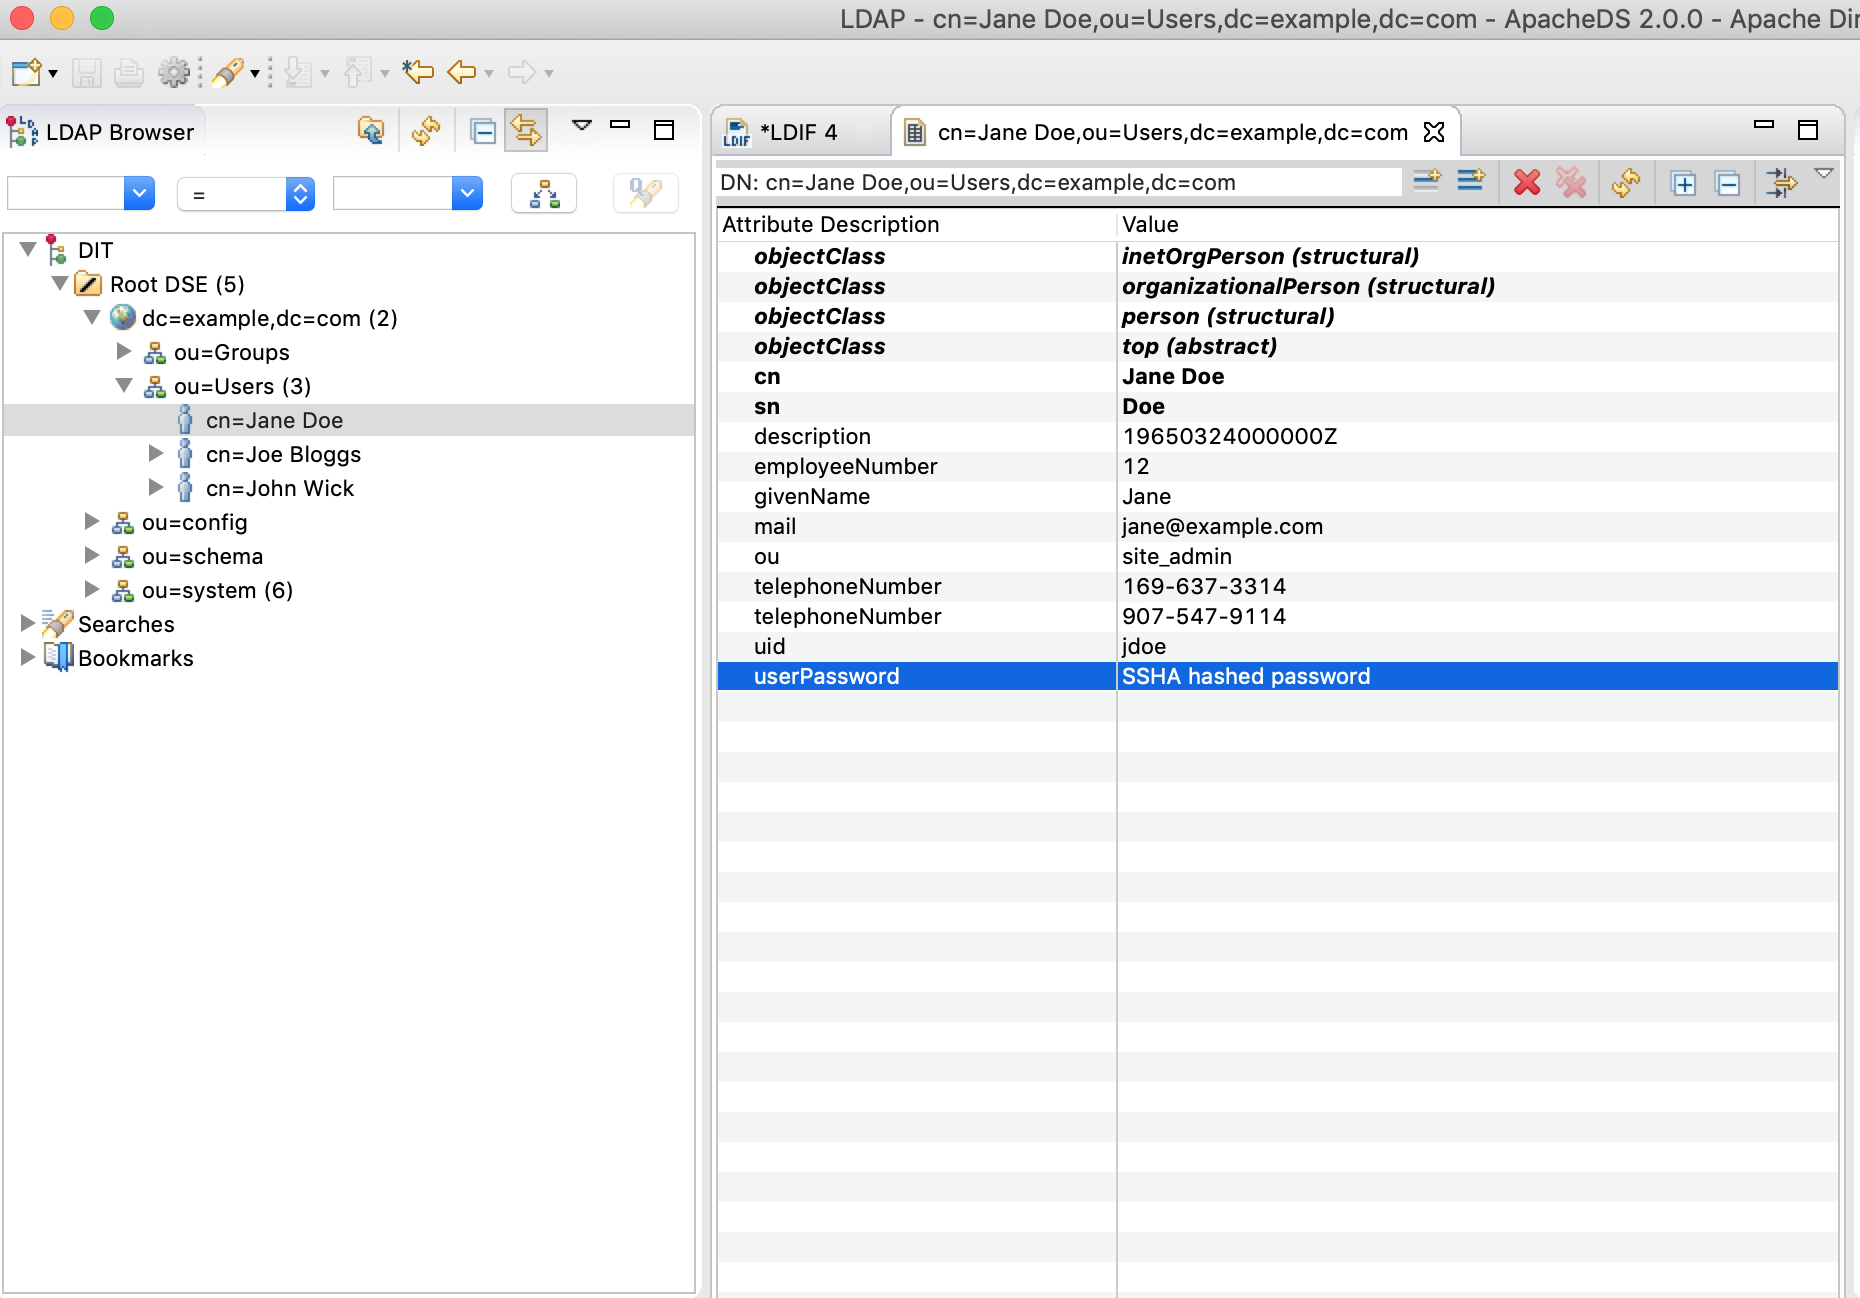 LDAP - cn=Jane Doe,ou=Users,dc=example,dc=com - ApacheDS 2.0.0 - Apache Dir
LDAP Browser
=
DIT
Root DSE (5)
dc=example,dc=com (2)
ou=Groups
ou=Users (3)
cn=Jane Doe
cn=Joe Bloggs
cn=John Wick
ou=config
ou=schema
ou=system (6)
Searches
Bookmarks
LDIF
*LDIF 4
cn=Jane Doe,ou=Users,dc=example,dc=com
DN: cn=Jane Doe,ou=Users,dc=example,dc=com
Attribute Description Value
objectClass inetOrgPerson (structural)
objectClass organizationalPerson (structural)
objectClass person (structural)
objectClass top (abstract)
cn Jane Doe
sn Doe
description 19650324000000Z
employeeNumber 12
givenName Jane
mail jane@example.com
ou site_admin
telephoneNumber 169-637-3314
telephoneNumber 907-547-9114
uid jdoe
userPassword SSHA hashed password